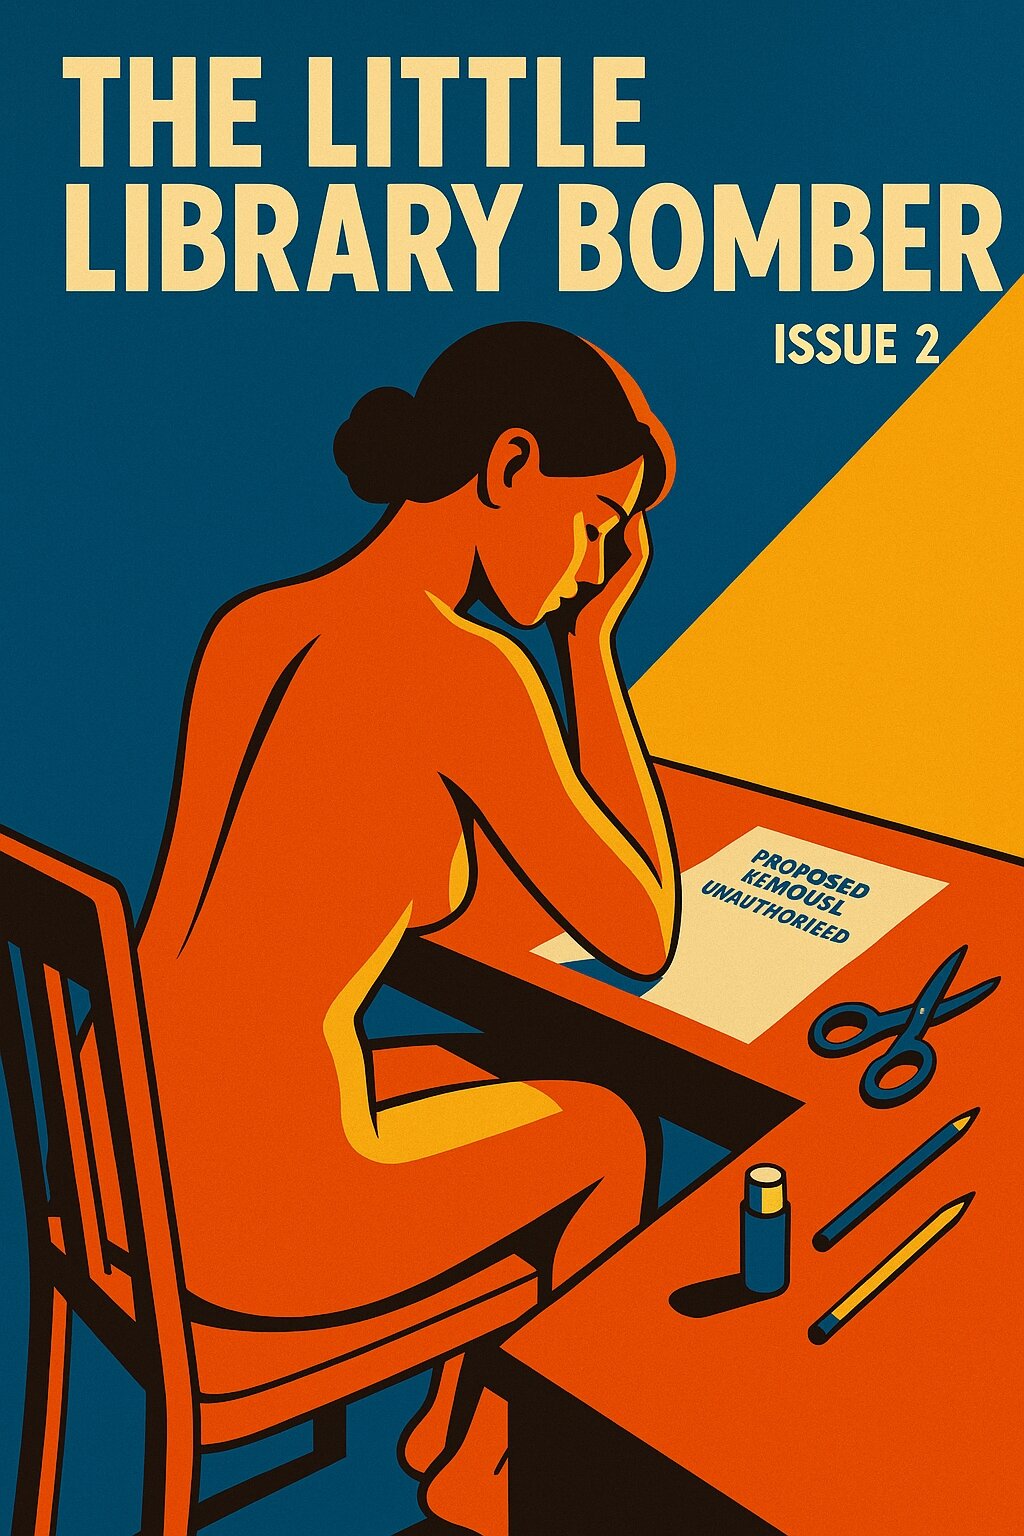 THE LITTLE
LIBRARY BOMBER
ISSUE 2
PROPOSED
KEMOUSL
UNAUTHORIEED